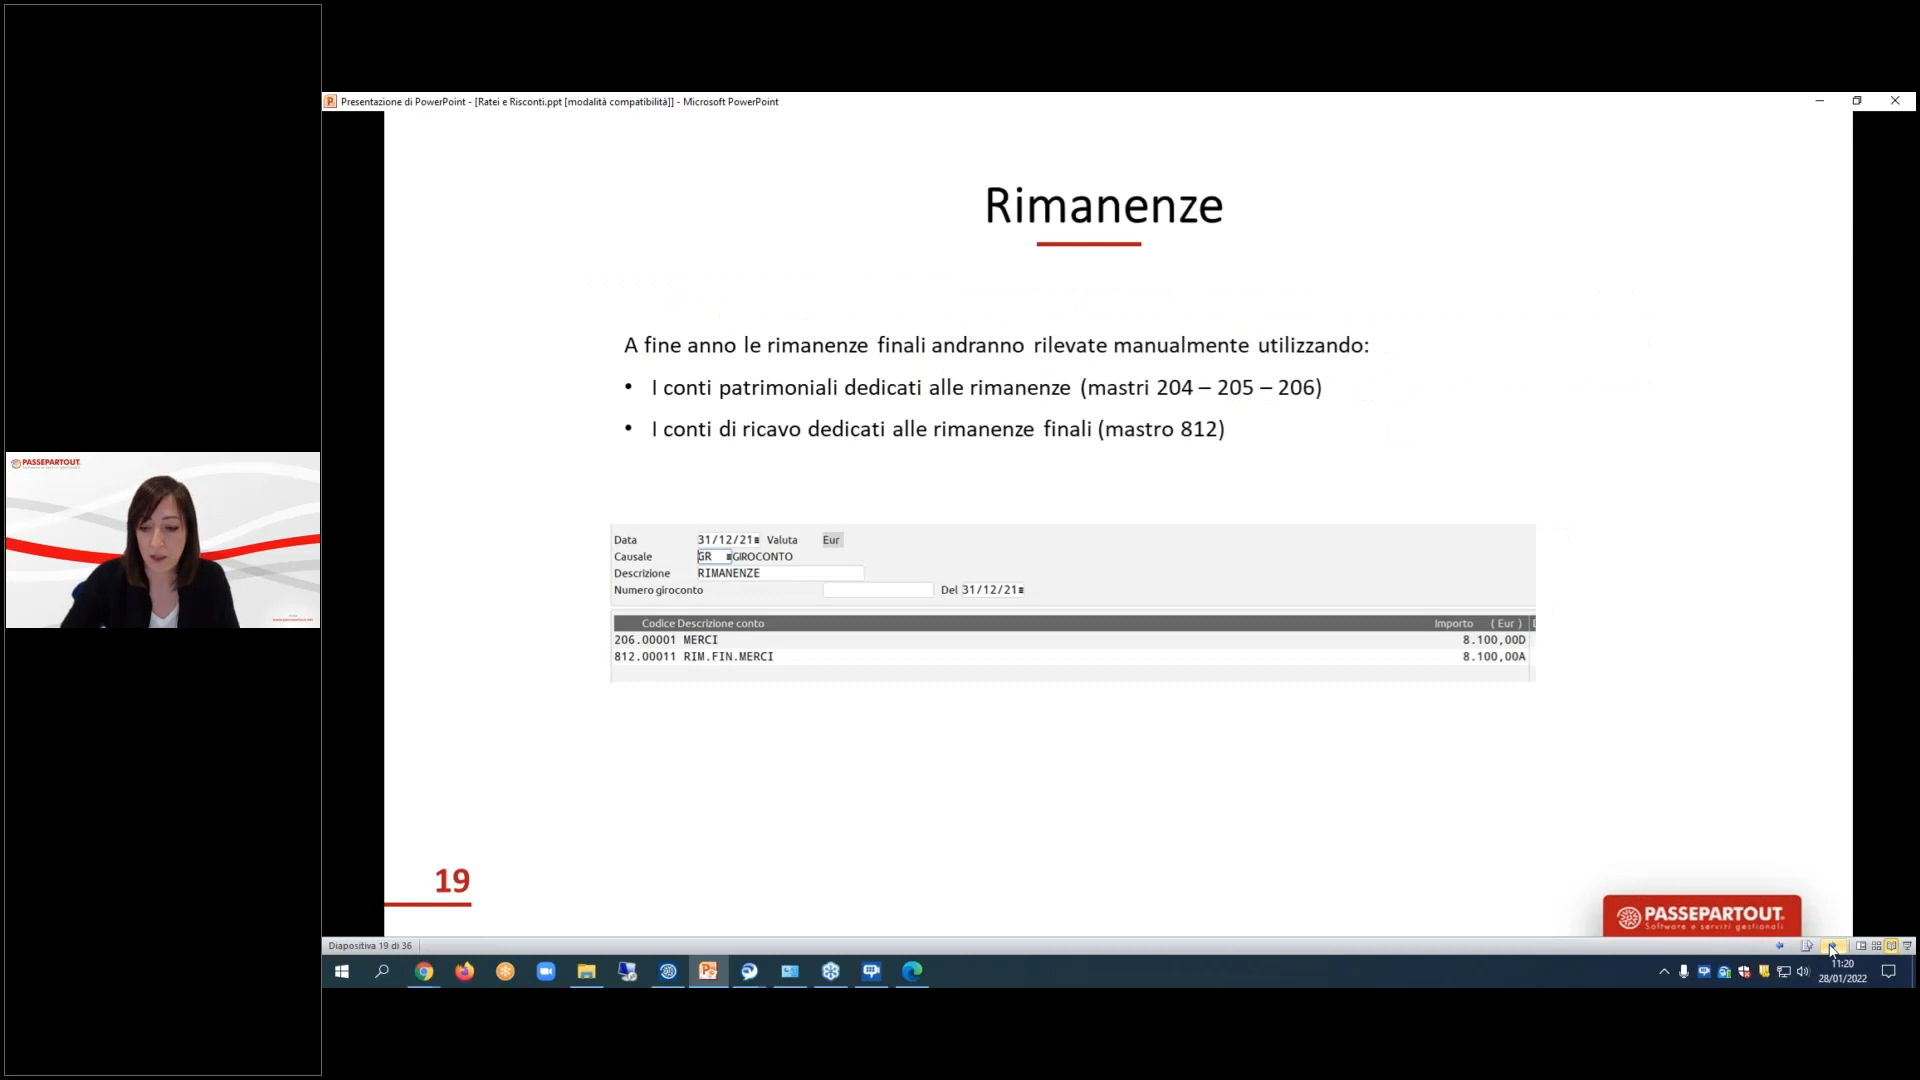 Presentazione di PowerPoint - [Ratei e Risconti.ppt [modalità compatibilità]] - Microsoft PowerPoint
Rimanenze
A fine anno le rimanenze finali andranno rilevate manualmente utilizzando:
• I conti patrimoniali dedicati alle rimanenze (mastri 204 – 205 – 206)
• I conti di ricavo dedicati alle rimanenze finali (mastro 812)
PASSEPARTOUT
Data 31/12/21 Valuta Eur
Causale GR GIROCONTO
Descrizione RIMANENZE
Numero giroconto Del 31/12/21
Codice Descrizione conto Importo ( Eur )
206.00001 MERCI 8.100,00D
812.00011 RIM.FIN.MERCI 8.100,00A
19
PASSEPARTOUT
Software e servizi gestionali
Diapositiva 19 di 36
11:20
28/01/2022